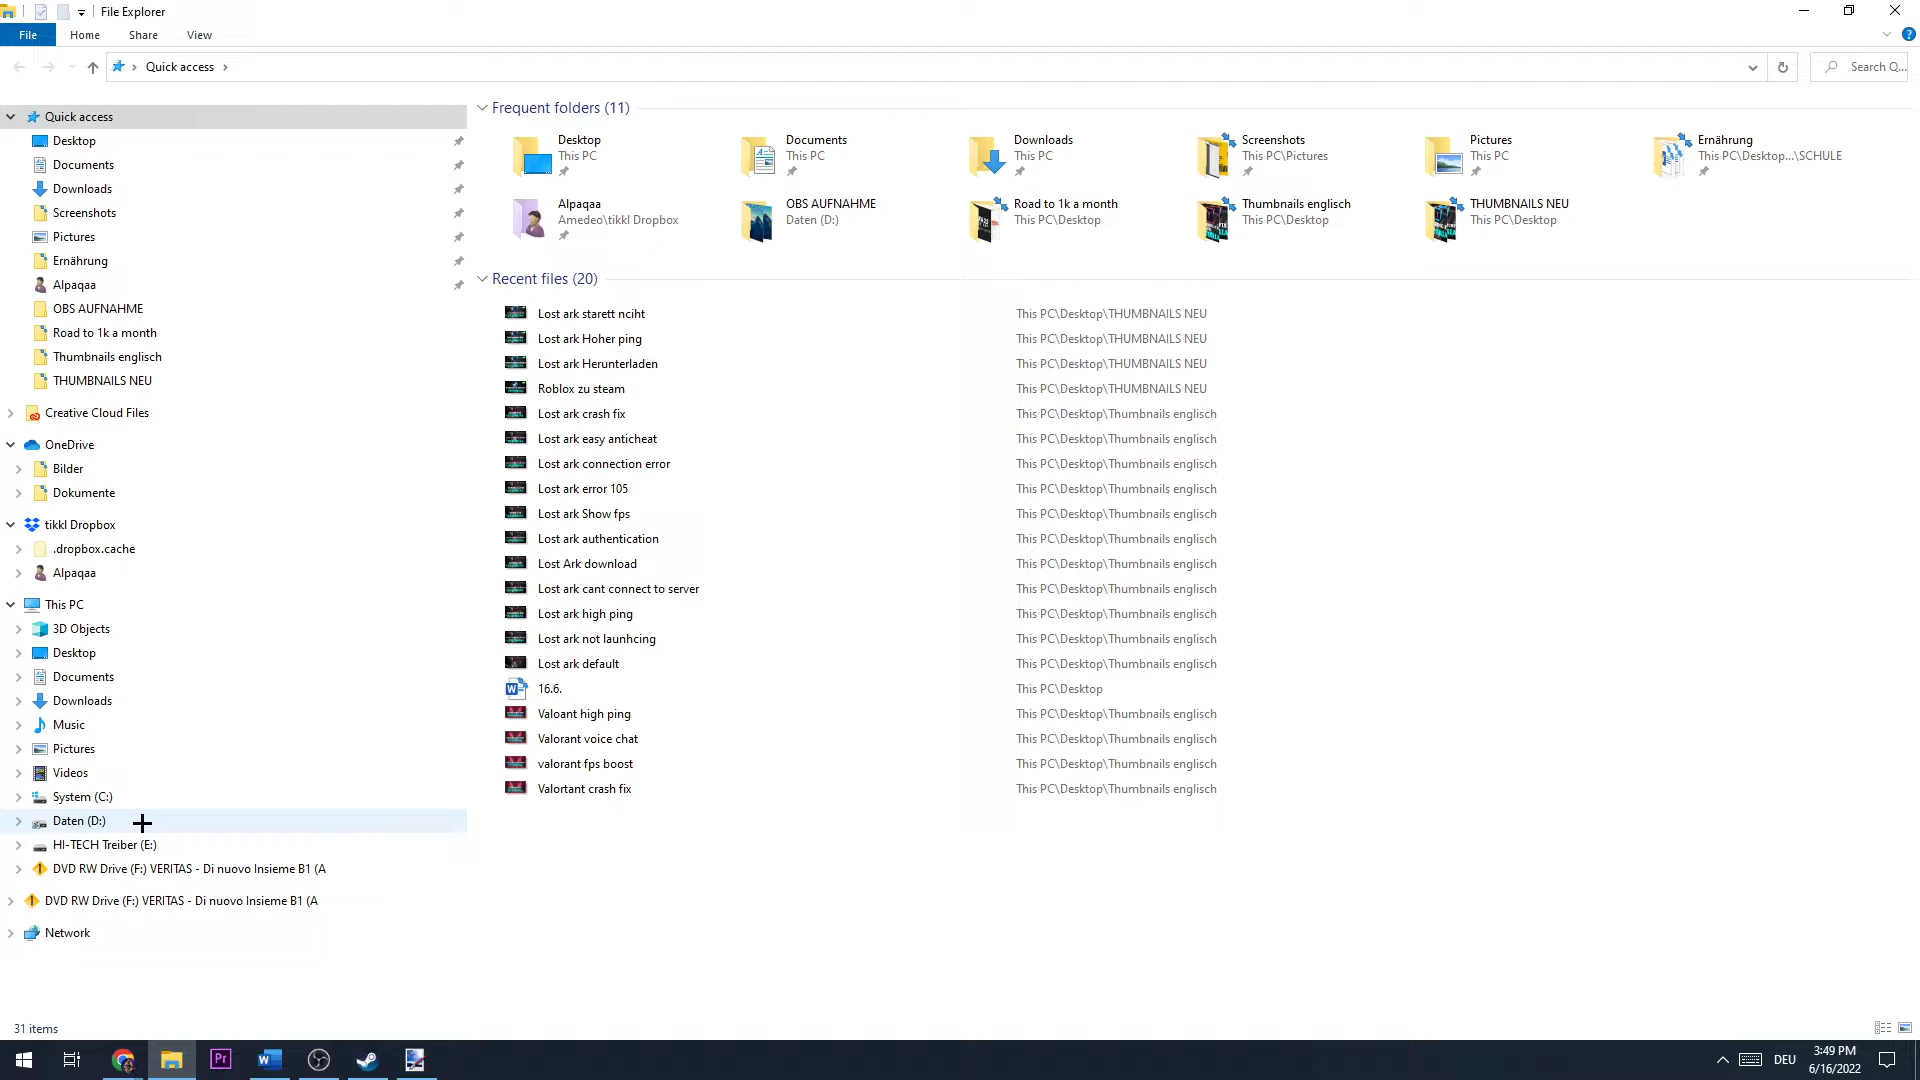 File Explorer
File Home Share View
Quick access
Search Q...
Quick access
Desktop
Documents
Downloads
Screenshots
Pictures
Ernährung
Alpaqaa
OBS AUFNAHME
Road to 1k a month
Thumbnails englisch
THUMBNAILS NEU
Creative Cloud Files
OneDrive
Bilder
Dokumente
tikkl Dropbox
.dropbox.cache
Alpaqaa
This PC
3D Objects
Desktop
Documents
Downloads
Music
Pictures
Videos
System (C:)
Daten (D:)
HI-TECH Treiber (E:)
DVD RW Drive (F:) VERITAS - Di nuovo Insieme B1 (A
DVD RW Drive (F:) VERITAS - Di nuovo Insieme B1 (A
Network
Frequent folders (11)
Desktop
This PC
Documents
This PC
Downloads
This PC
Screenshots
This PC\Pictures
Pictures
This PC
Ernährung
This PC\Desktop...\SCHULE
Alpaqaa
Amedeo\tikkl Dropbox
OBS AUFNAHME
Daten (D:)
Road to 1k a month
This PC\Desktop
Thumbnails englisch
This PC\Desktop
THUMBNAILS NEU
This PC\Desktop
Recent files (20)
Lost ark starett nciht This PC\Desktop\THUMBNAILS NEU
Lost ark Hoher ping This PC\Desktop\THUMBNAILS NEU
Lost ark Herunterladen This PC\Desktop\THUMBNAILS NEU
Roblox zu steam This PC\Desktop\THUMBNAILS NEU
Lost ark crash fix This PC\Desktop\Thumbnails englisch
Lost ark easy anticheat This PC\Desktop\Thumbnails englisch
Lost ark connection error This PC\Desktop\Thumbnails englisch
Lost ark error 105 This PC\Desktop\Thumbnails englisch
Lost ark Show fps This PC\Desktop\Thumbnails englisch
Lost ark authentication This PC\Desktop\Thumbnails englisch
Lost Ark download This PC\Desktop\Thumbnails englisch
Lost ark cant connect to server This PC\Desktop\Thumbnails englisch
Lost ark high ping This PC\Desktop\Thumbnails englisch
Lost ark not launhcing This PC\Desktop\Thumbnails englisch
Lost ark default This PC\Desktop\Thumbnails englisch
16.6. This PC\Desktop
Valoant high ping This PC\Desktop\Thumbnails englisch
Valorant voice chat This PC\Desktop\Thumbnails englisch
valorant fps boost This PC\Desktop\Thumbnails englisch
Valortant crash fix This PC\Desktop\Thumbnails englisch
31 items
Pr
DEU
3:49 PM
6/16/2022